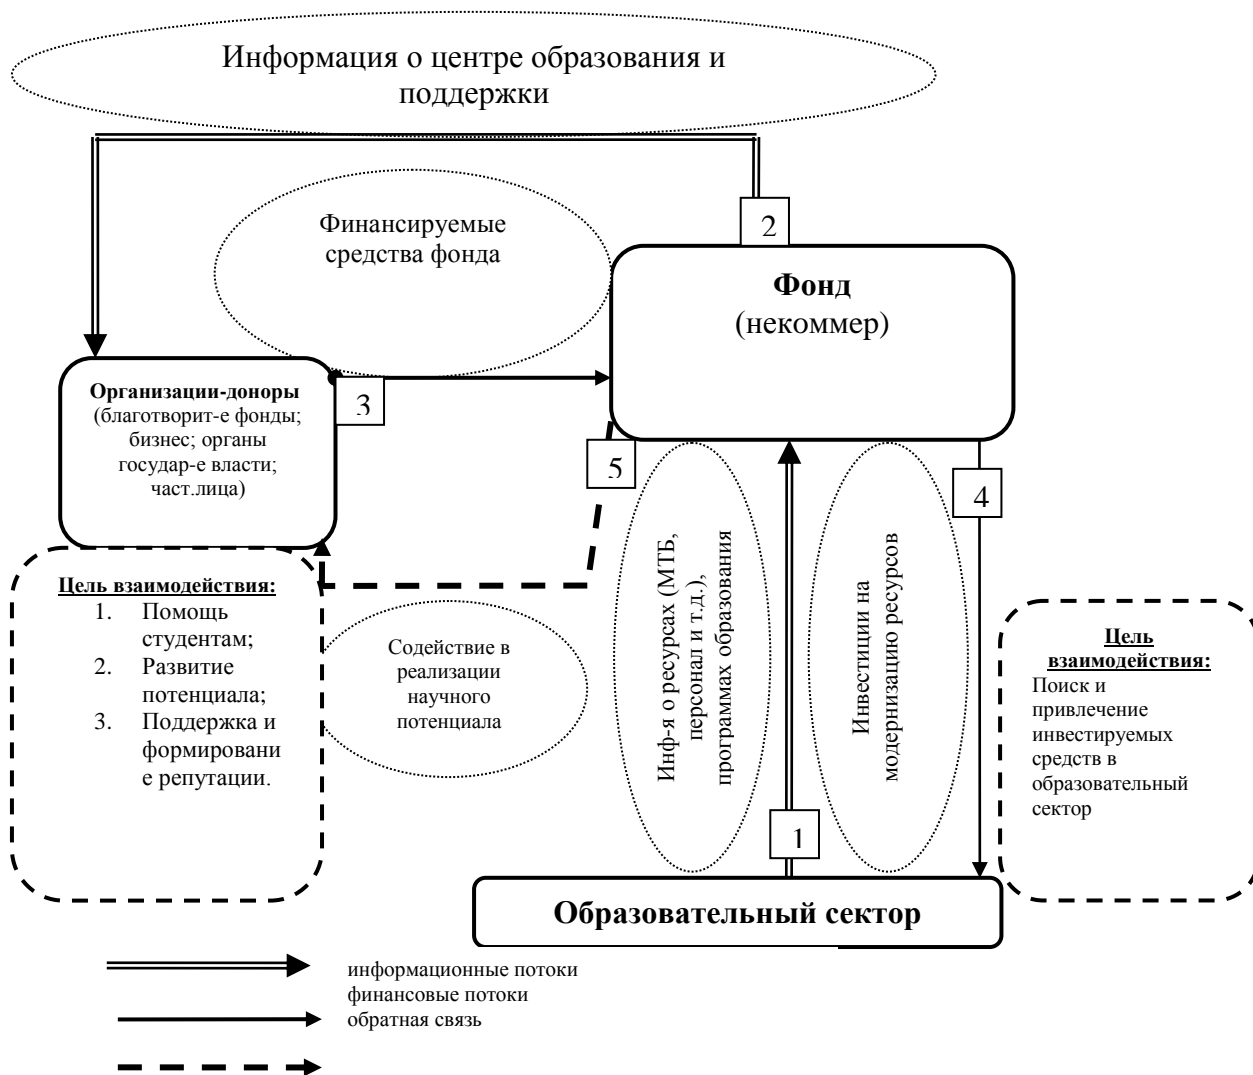 Информация о центре образования и
поддержки
Финансируемые
средства фонда
2
Фонд
(некоммер)
Организации-доноры
(благотворит-е фонды;
бизнес; органы
государ-е власти;
част.лица)
3
5
4
Цель взаимодействия:
1. Помощь
студентам;
2. Развитие
потенциала;
3. Поддержка и
формировани
е репутации.
Содействие в
реализации
научного
потенциала
Инф-я о ресурсах (МТБ,
персонал и т.д.),
программах образования
Инвестиции на
модернизацию ресурсов
Цель
взаимодействия:
Поиск и
привлечение
инвестируемых
средств в
образовательный
сектор
1
Образовательный сектор
информационные потоки
финансовые потоки
обратная связь